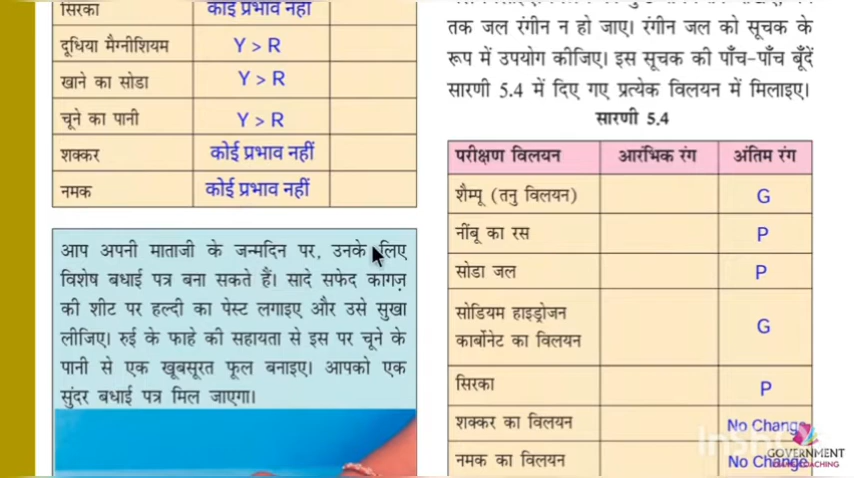 सिरका कोई प्रभाव नहीं
दूधिया मैग्नीशियम Y > R
खाने का सोडा Y > R
चूने का पानी Y > R
शक्कर कोई प्रभाव नहीं
नमक कोई प्रभाव नहीं
आप अपनी माताजी के जन्मदिन पर, उनके लिए
विशेष बधाई पत्र बना सकते हैं। सादे सफेद कागज़
की शीट पर हल्दी का पेस्ट लगाइए और उसे सुखा
लीजिए। रुई के फाहे की सहायता से इस पर चूने के
पानी से एक खूबसूरत फूल बनाइए। आपको एक
सुंदर बधाई पत्र मिल जाएगा।
तक जल रंगीन न हो जाए। रंगीन जल को सूचक के
रूप में उपयोग कीजिए। इस सूचक की पाँच-पाँच बूँदें
सारणी 5.4 में दिए गए प्रत्येक विलयन में मिलाइए।
सारणी 5.4
परीक्षण विलयन आरंभिक रंग अंतिम रंग
शैम्पू (तनु विलयन) G
नींबू का रस P
सोडा जल P
सोडियम हाइड्रोजन
कार्बोनेट का विलयन G
सिरका P
शक्कर का विलयन No Change
नमक का विलयन No Change
GOVERNMENT
COACHING